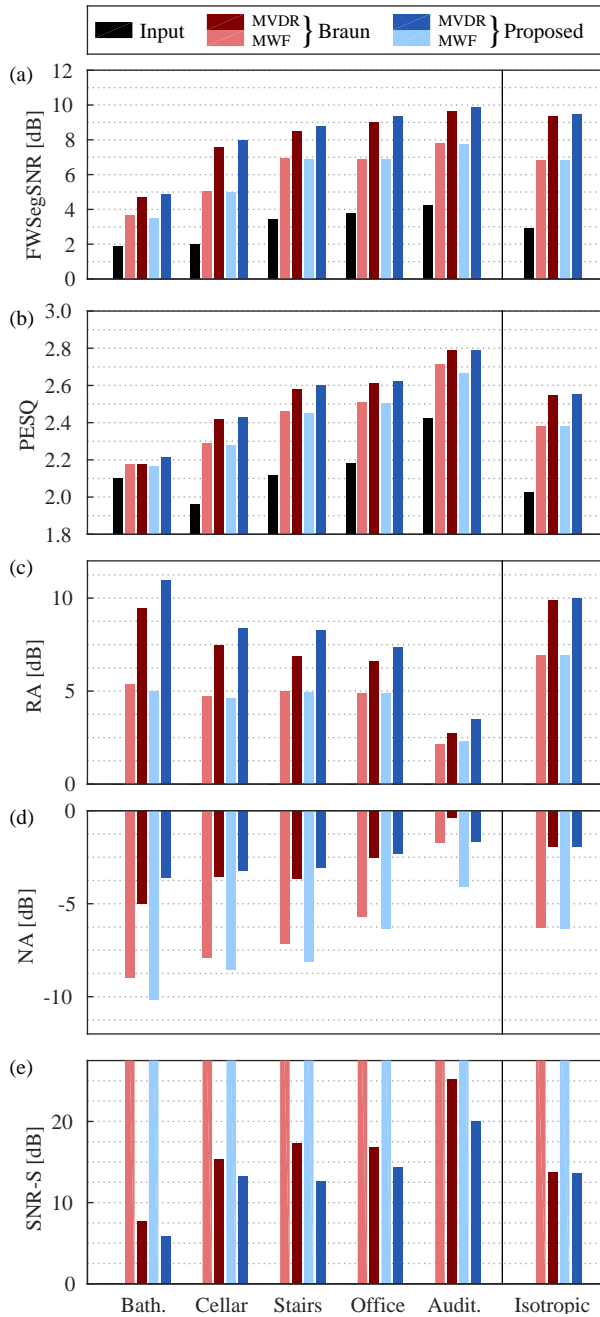 Input
MVDR
MWF
} Braun
MVDR
MWF
} Proposed
(a)
FWSegSNR [dB]
12
10
8
6
4
2
0
(b)
PESQ
3.0
2.8
2.6
2.4
2.2
2.0
1.8
(c)
RA [dB]
10
5
0
(d)
NA [dB]
0
-5
-10
(e)
SNR-S [dB]
20
10
0
Bath. Cellar Stairs Office Audit. Isotropic